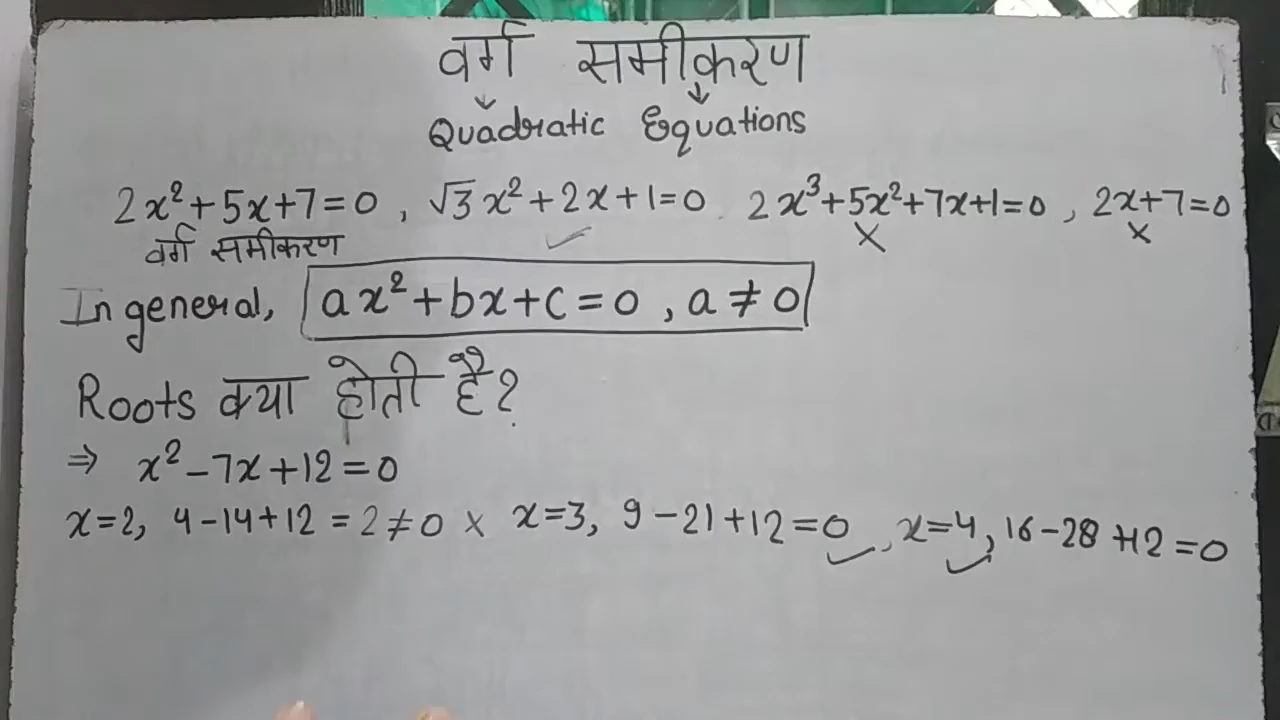 वर्ग समीकरण
Quadratic Equations
2x²+5x+7=0 , √3x²+2x+1=0 2x³+5x²+7x+1=0 , 2x+7=0
वर्ग समीकरण ✓ × ×
In general, ax²+bx+c=0 , a≠0
Roots क्या होती है?
⇒ x²-7x+12=0
x=2, 4-14+12=2≠0 × x=3, 9-21+12=0 ✓, x=4, 16-28+12=0